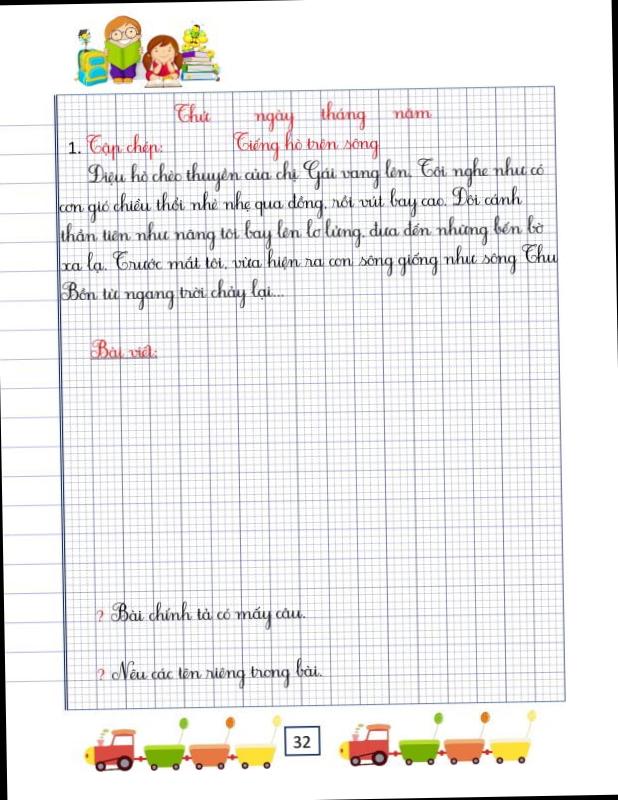 Thứ ngày tháng năm
1. Tập chép: Tiếng hò trên sông
Điệu hò chèo thuyền của chị Gái vang lên. Tôi nghe như có
cơn gió chiều thổi nhè nhẹ qua đồng, rồi vút bay cao. Đôi cánh
thần tiên như nâng tôi bay lên lơ lửng, đưa đến những bến bờ
xa lạ. Trước mắt tôi, vừa hiện ra con sông giống như sông Thu
Bồn từ ngang trời chảy lại...
Bài viết:
? Bài chính tả có mấy câu.
? Nêu các tên riêng trong bài.
32